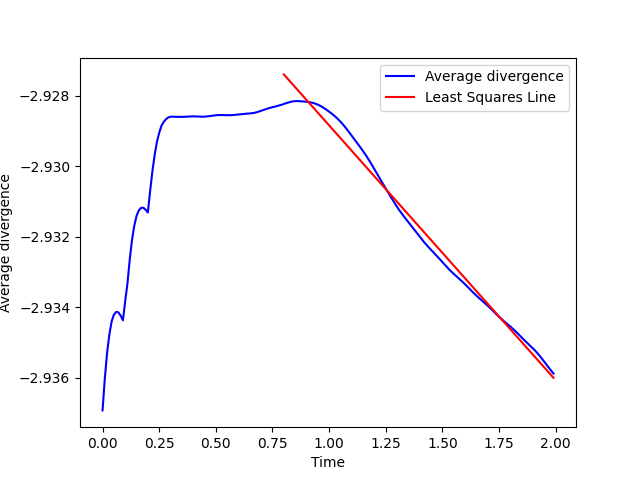 Average divergence
Least Squares Line
−2.928
−2.930
−2.932
−2.934
−2.936
Average divergence
0.00 0.25 0.50 0.75 1.00 1.25 1.50 1.75 2.00
Time